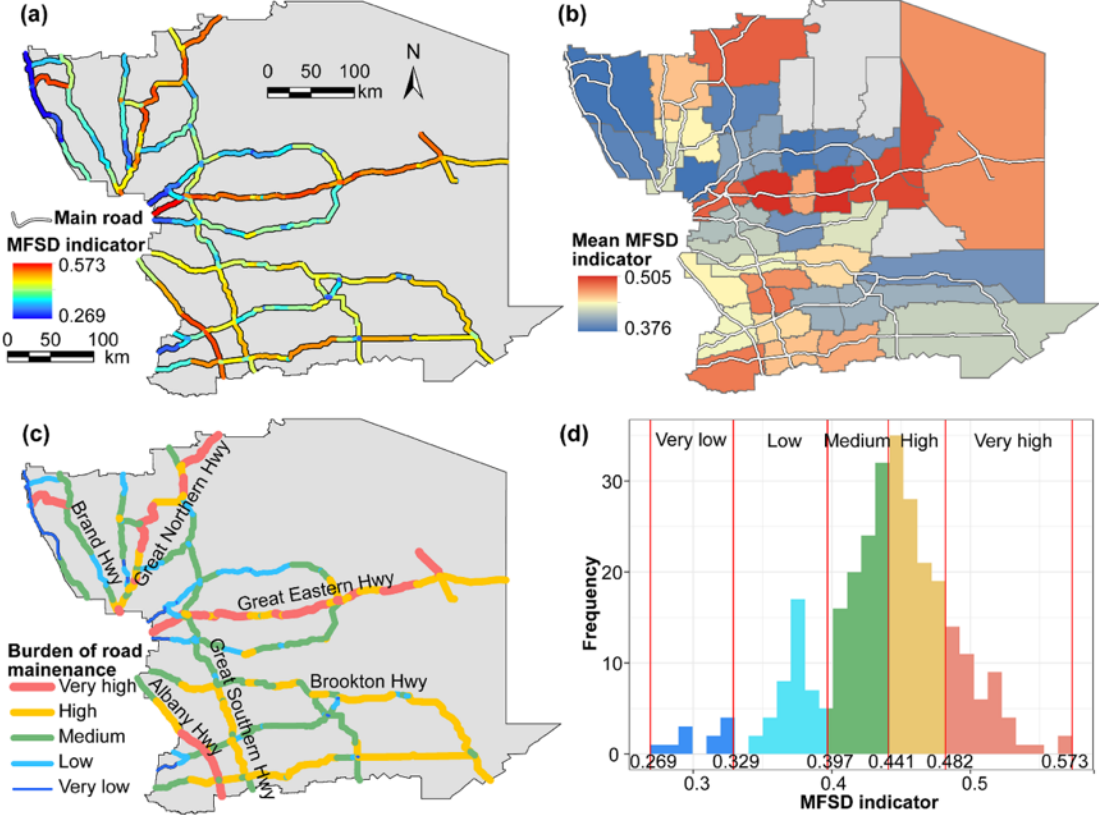 (a)
N
0 50 100
km
Main road
MFSD indicator
0.573
0.269
0 50 100
km
(b)
Mean MFSD
indicator
0.505
0.376
(c)
Brand Hwy
Great Northern Hwy
Great Eastern Hwy
Great Southern Hwy
Brookton Hwy
Albany Hwy
Burden of road
mainenance
Very high
High
Medium
Low
Very low
(d)
Very low Low Medium High Very high
Frequency
30
20
10
0
0.269 0.329 0.397 0.441 0.482 0.573
0.3 0.4 0.5
MFSD indicator